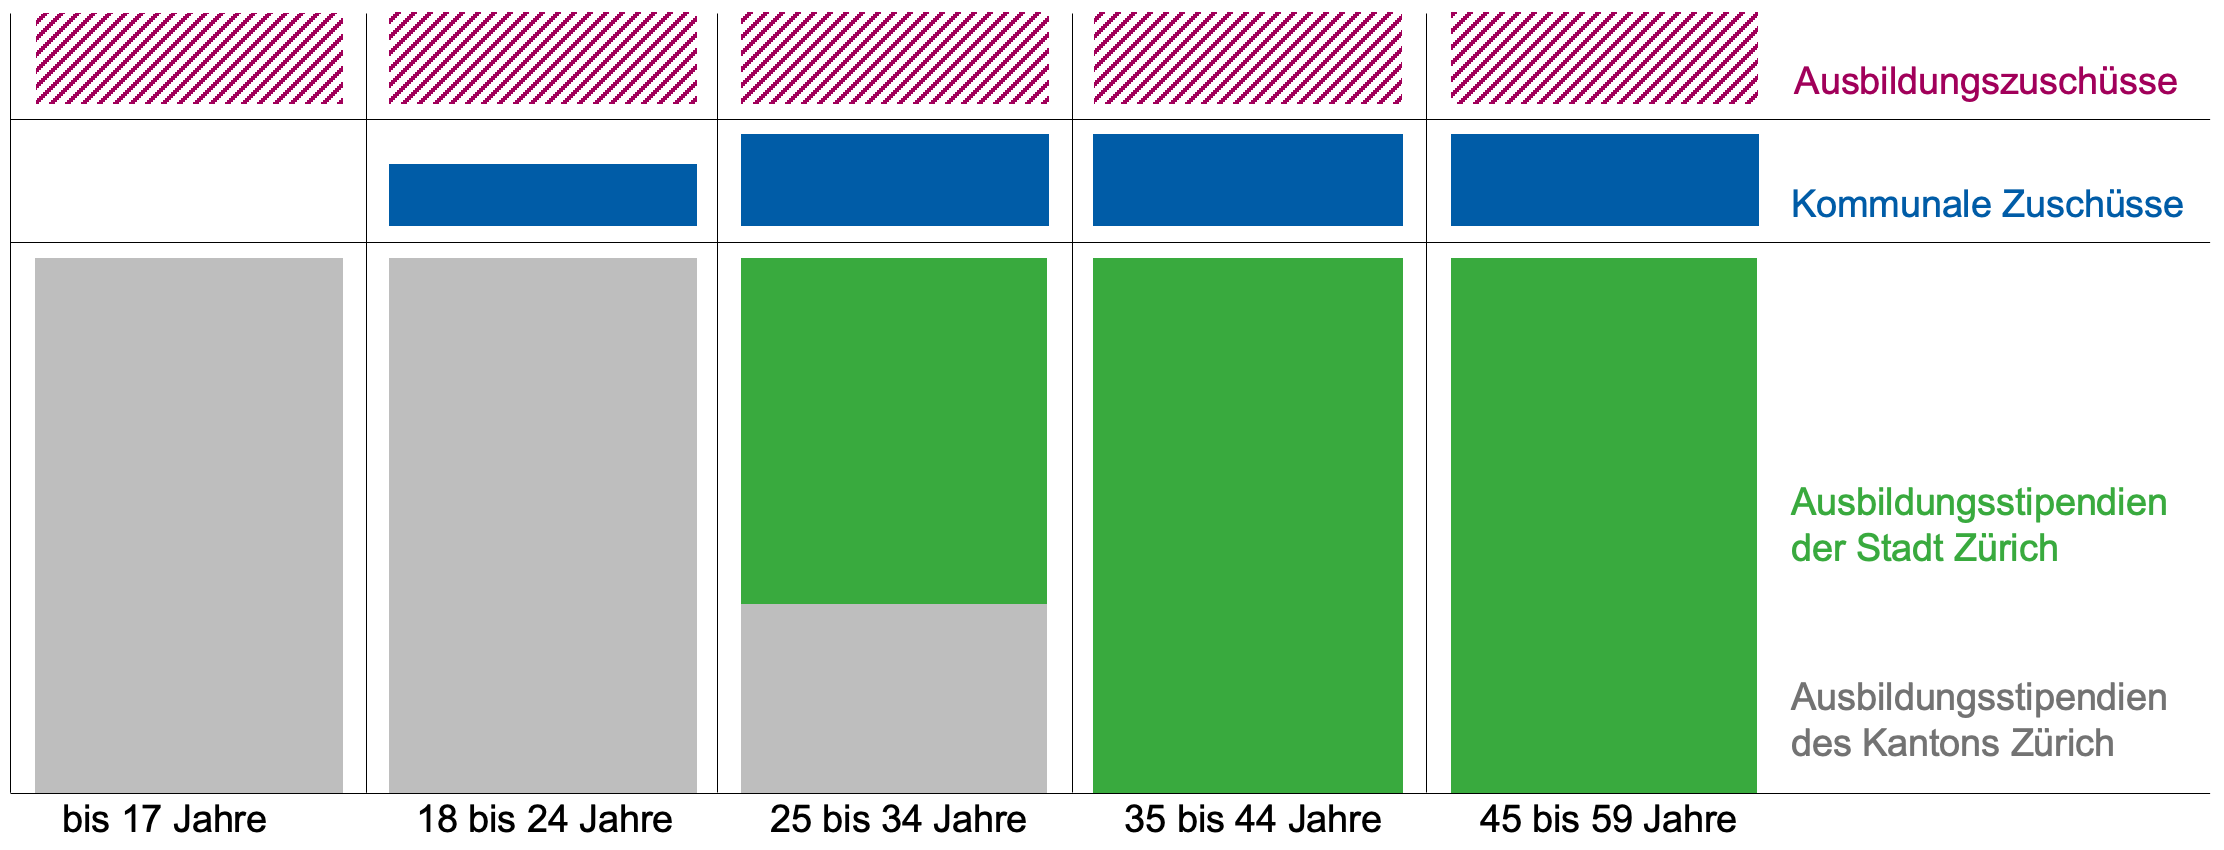 Ausbildungszuschüsse
Kommunale Zuschüsse
Ausbildungsstipendien
der Stadt Zürich
Ausbildungsstipendien
des Kantons Zürich
bis 17 Jahre
18 bis 24 Jahre
25 bis 34 Jahre
35 bis 44 Jahre
45 bis 59 Jahre